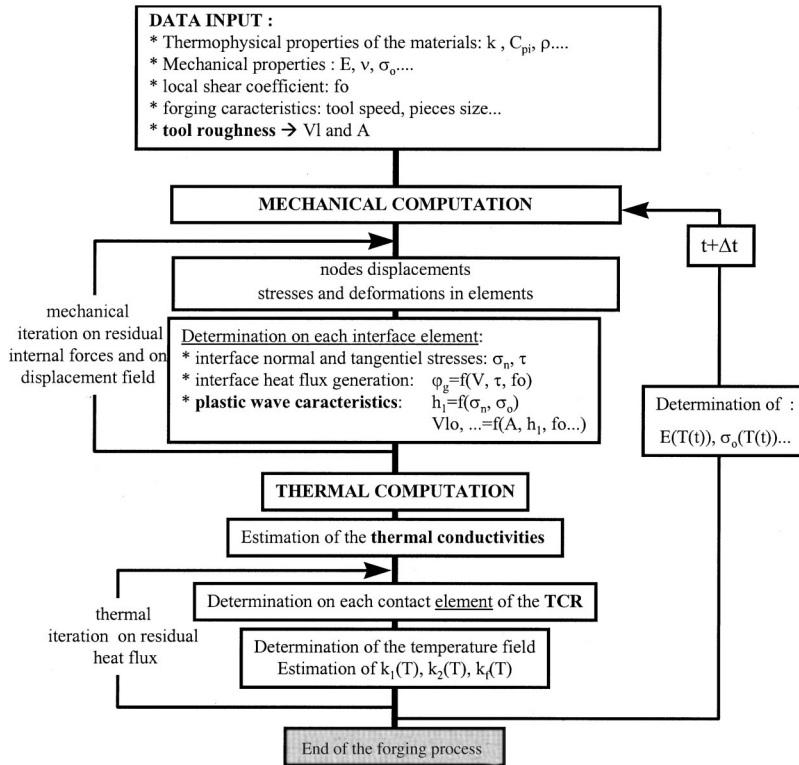 DATA INPUT :
* Thermophysical properties of the materials: k , Cₚᵢ, ρ....
* Mechanical properties : E, ν, σₒ....
* local shear coefficient: fo
* forging caracteristics: tool speed, pieces size...
* tool roughness → Vl and A
MECHANICAL COMPUTATION
t+Δt
nodes displacements
stresses and deformations in elements
mechanical
iteration on residual
internal forces and on
displacement field
Determination on each interface element:
* interface normal and tangentiel stresses: σₙ, τ
* interface heat flux generation: φ_g=f(V, τ, fo)
* plastic wave caracteristics: h₁=f(σₙ, σₒ)
Vlo, ...=f(A, h₁, fo...)
Determination of :
E(T(t)), σₒ(T(t))...
THERMAL COMPUTATION
Estimation of the thermal conductivities
Determination on each contact element of the TCR
thermal
iteration on residual
heat flux
Determination of the temperature field
Estimation of k₁(T), k₂(T), k_f(T)
End of the forging process